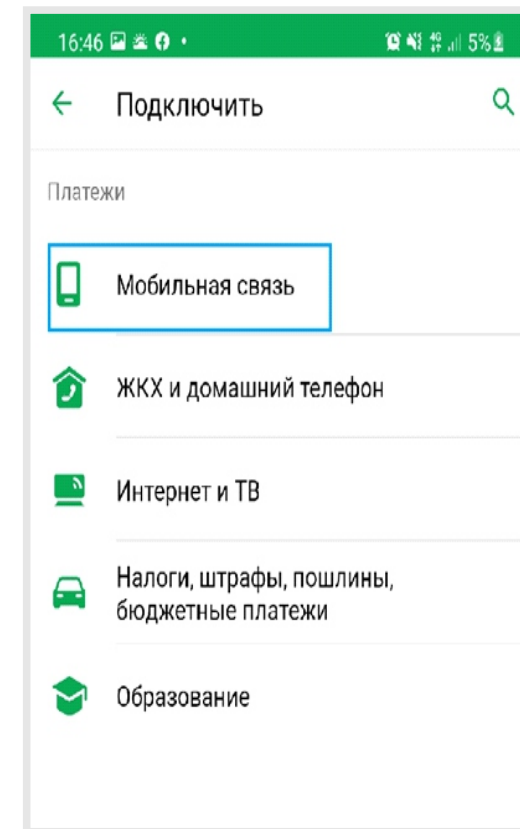 16:46 5%
Подключить
Платежи
Мобильная связь
ЖКХ и домашний телефон
Интернет и ТВ
Налоги, штрафы, пошлины,
бюджетные платежи
Образование